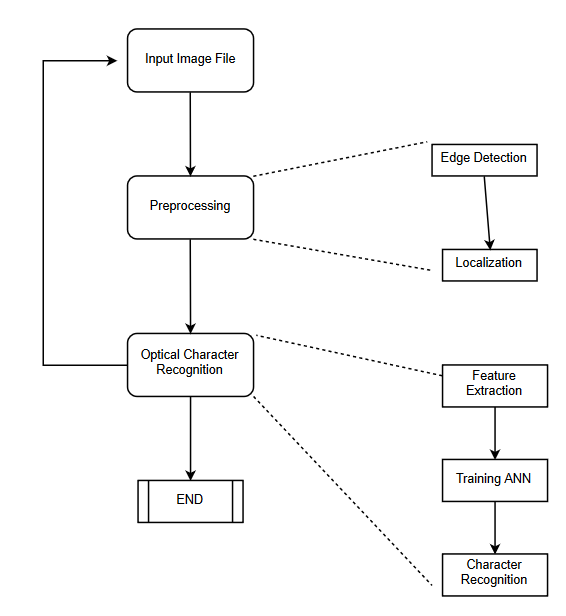 Input Image File
Edge Detection
Preprocessing
Localization
Optical Character
Recognition
Feature
Extraction
Training ANN
END
Character
Recognition